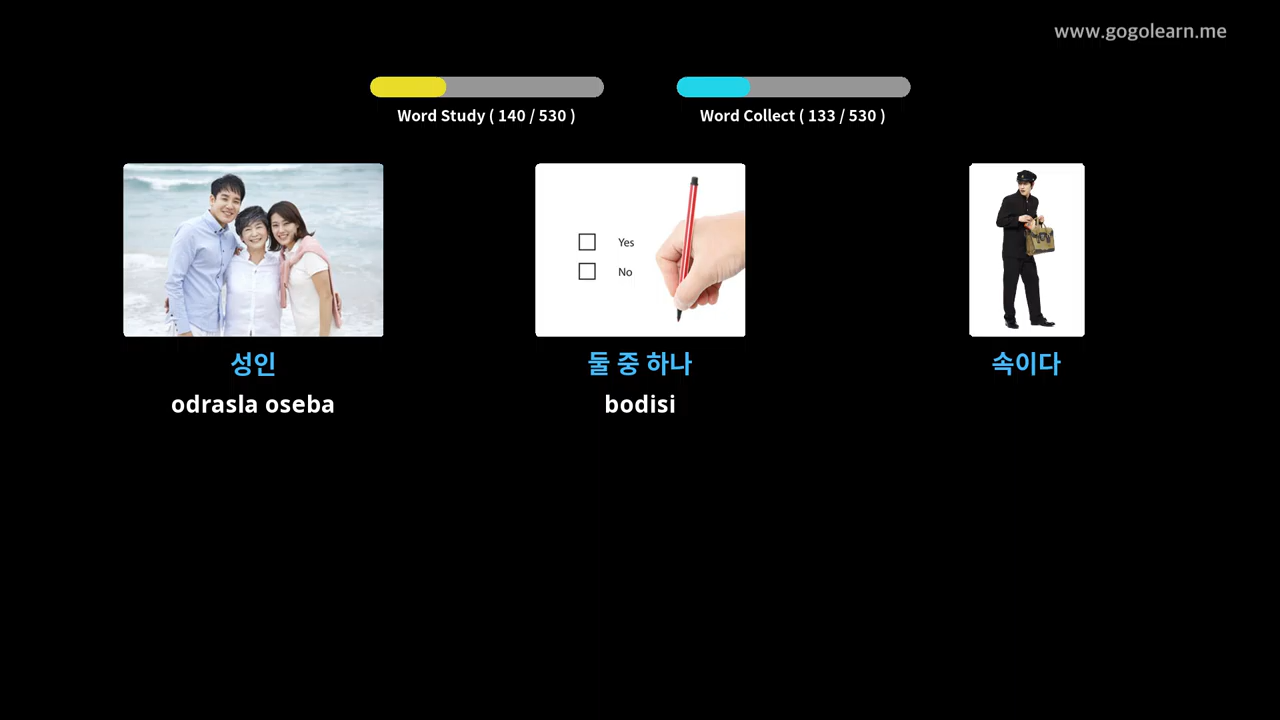 www.gogolearn.me
Word Study ( 140 / 530 )
Word Collect ( 133 / 530 )
Yes
No
성인
둘 중 하나
속이다
odrasla oseba
bodisi